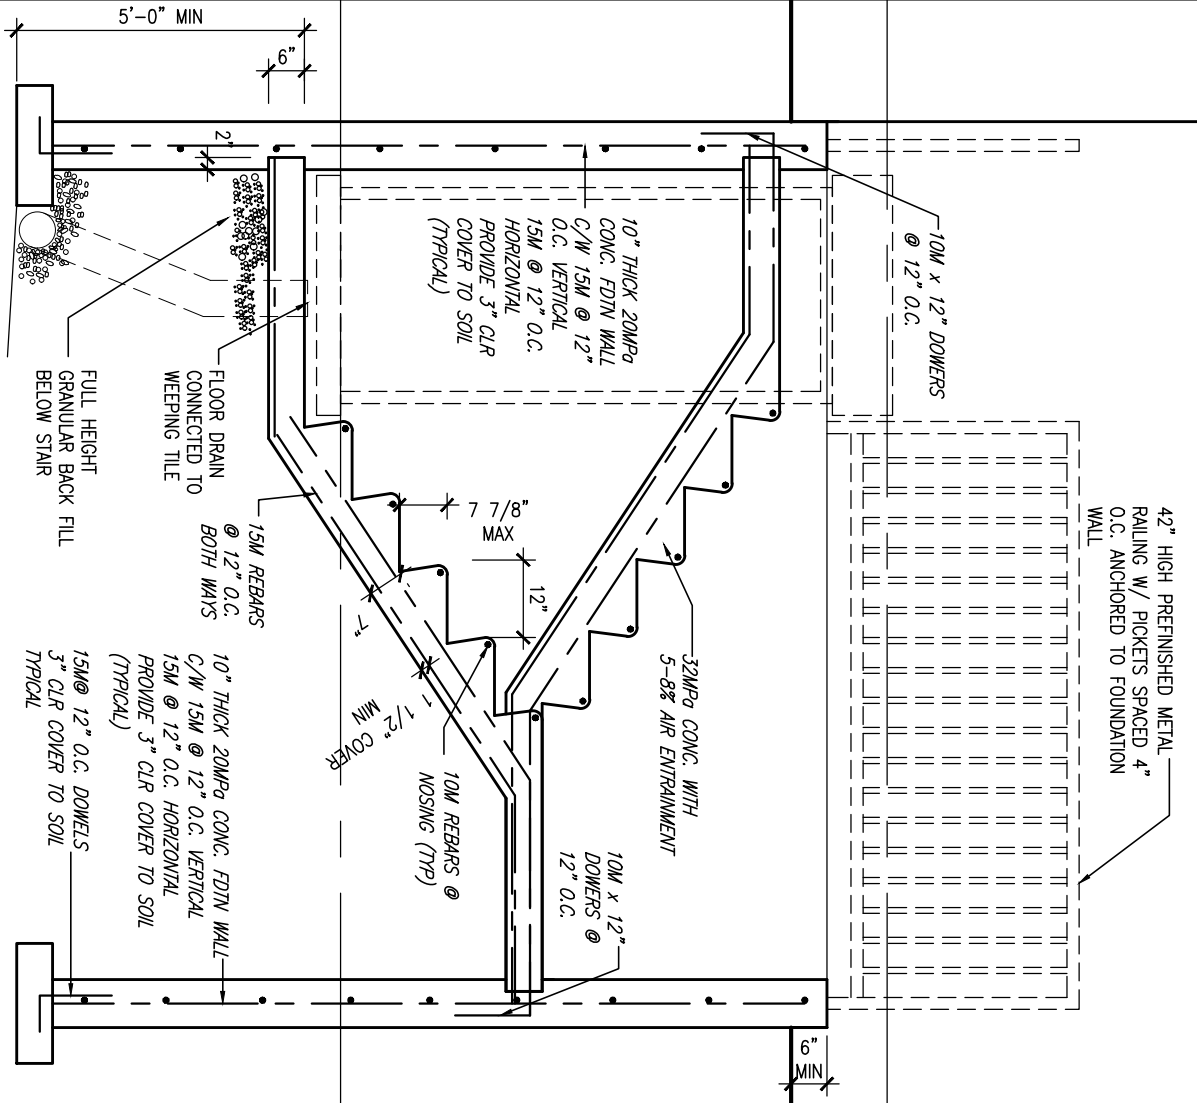 5'-0" MIN
6"
2"
10M x 12" DOWERS
@ 12" O.C.
10" THICK 20MPa
CONC. FDTN WALL
C/W 15M @ 12"
O.C. VERTICAL
15M @ 12" O.C.
HORIZONTAL
PROVIDE 3" CLR
COVER TO SOIL
(TYPICAL)
42" HIGH PREFINISHED METAL
RAILING W/ PICKETS SPACED 4"
O.C. ANCHORED TO FOUNDATION
WALL
FLOOR DRAIN
CONNECTED TO
WEEPING TILE
FULL HEIGHT
GRANULAR BACK FILL
BELOW STAIR
7 7/8"
MAX
12"
15M REBARS
@ 12" O.C.
BOTH WAYS
7"
1 1/2"
MIN COVER
32MPa CONC. WITH
5-8% AIR ENTRAINMENT
10M REBARS @
NOSING (TYP)
10M x 12"
DOWERS @
12" O.C.
10" THICK 20MPa CONC. FDTN WALL
C/W 15M @ 12" O.C. VERTICAL
15M @ 12" O.C. HORIZONTAL
PROVIDE 3" CLR COVER TO SOIL
(TYPICAL)
15M@ 12" O.C. DOWELS
3" CLR COVER TO SOIL
TYPICAL
6"
MIN